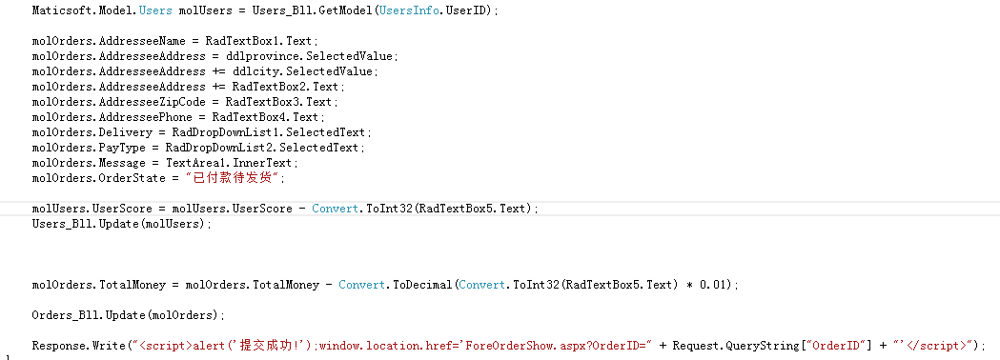 Maticsoft.Model.Users molUsers = Users_Bll.GetModel(UsersInfo.UserID);
molOrders.AddresseeName = RadTextBox1.Text;
molOrders.AddresseeAddress = ddlprovince.SelectedValue;
molOrders.AddresseeAddress += ddlcity.SelectedValue;
molOrders.AddresseeAddress += RadTextBox2.Text;
molOrders.AddresseeZipCode = RadTextBox3.Text;
molOrders.AddresseePhone = RadTextBox4.Text;
molOrders.Delivery = RadDropDownList1.SelectedText;
molOrders.PayType = RadDropDownList2.SelectedText;
molOrders.Message = TextArea1.InnerText;
molOrders.OrderState = "已付款待发货";
molUsers.UserScore = molUsers.UserScore - Convert.ToInt32(RadTextBox5.Text);
Users_Bll.Update(molUsers);
molOrders.TotalMoney = molOrders.TotalMoney - Convert.ToDecimal(Convert.ToInt32(RadTextBox5.Text) * 0.01);
Orders_Bll.Update(molOrders);
Response.Write("<script>alert('提交成功!');window.location.href='ForeOrderShow.aspx?OrderID=" + Request.QueryString["OrderID"] + "'</script>");